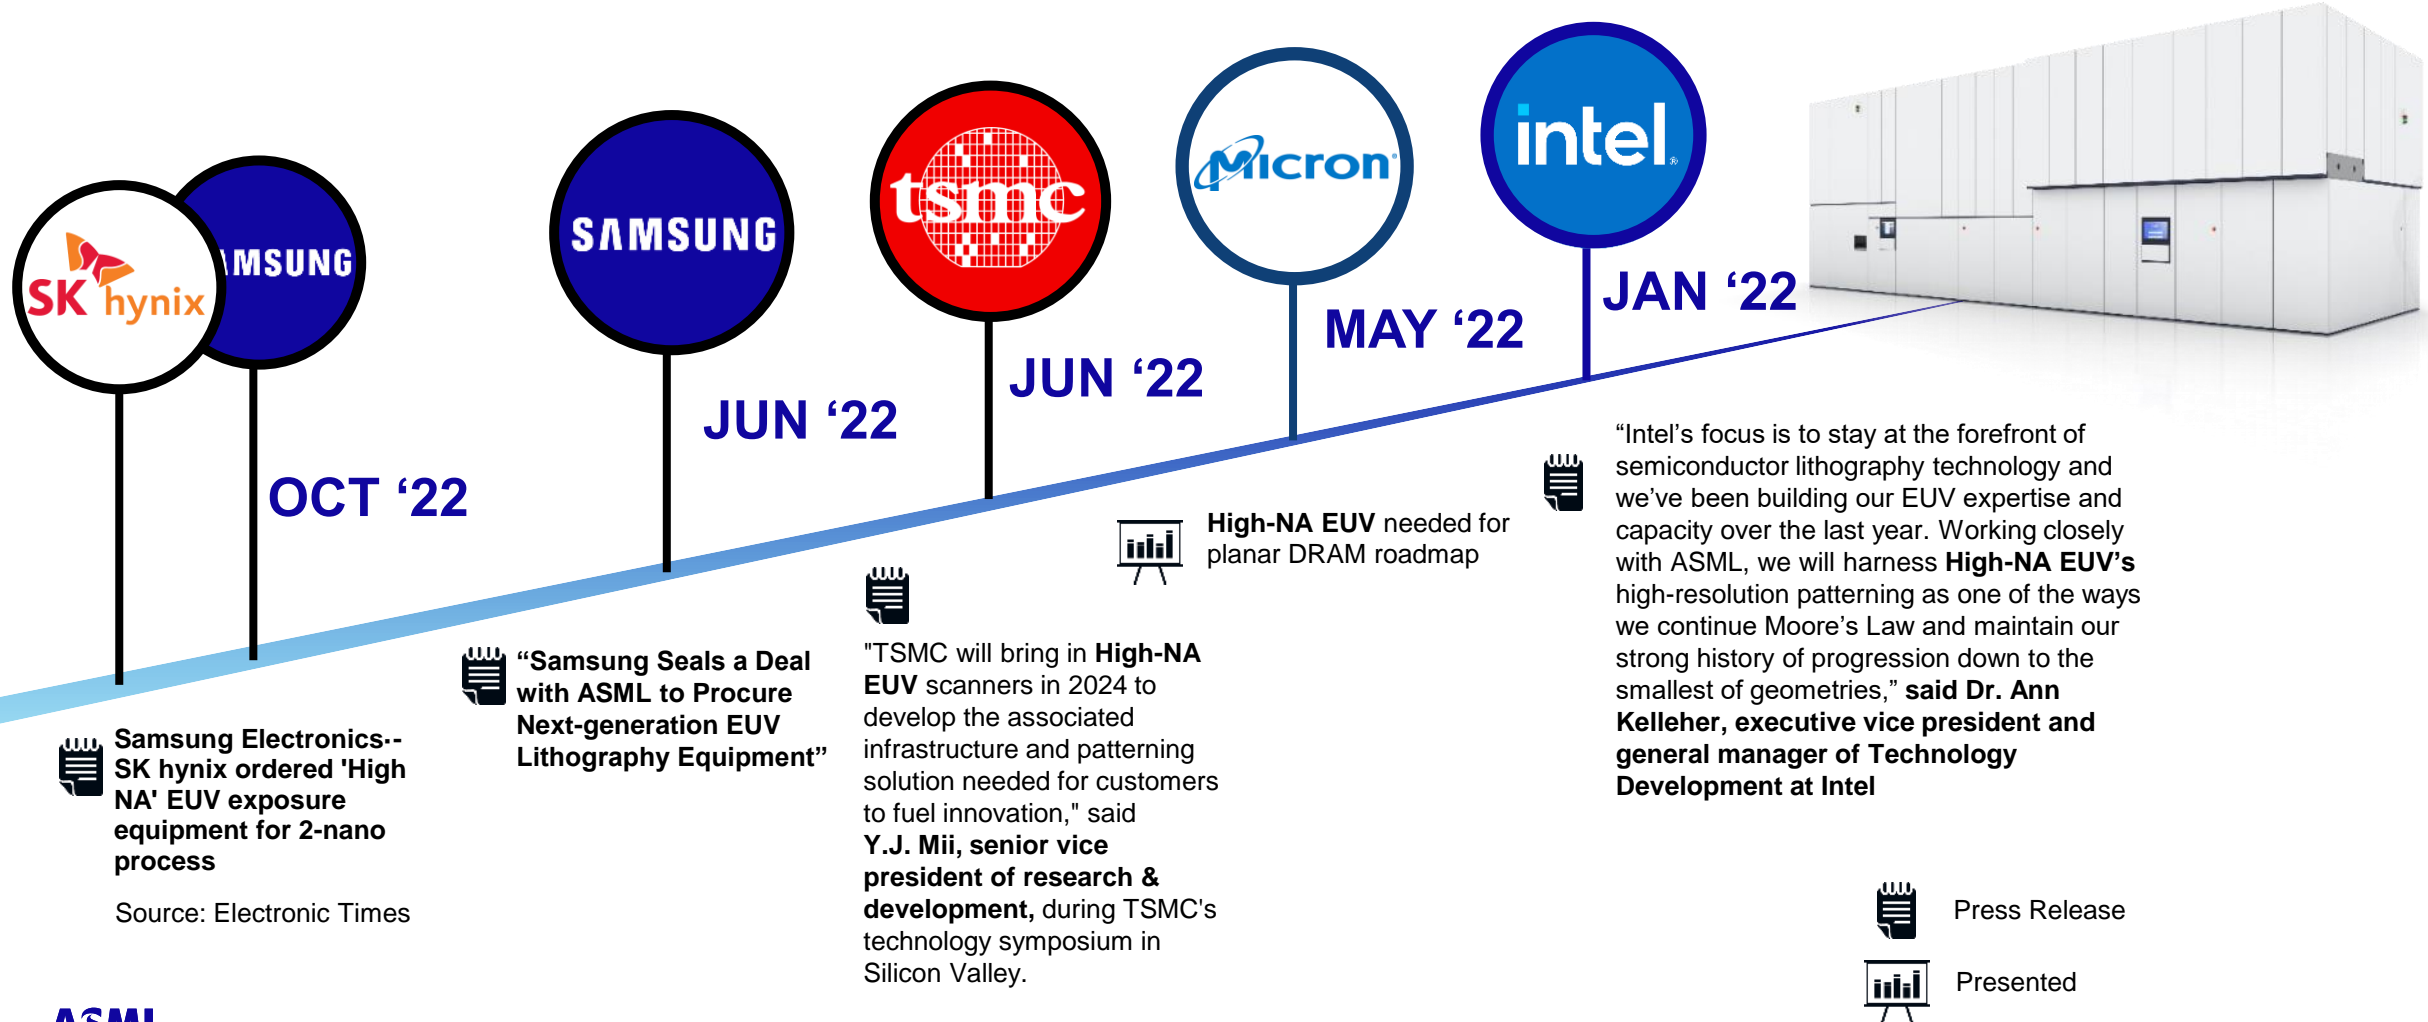 SK hynix
AMSUNG
OCT ‘22
SAMSUNG
JUN ‘22
tsmc
JUN ‘22
Micron
MAY ‘22
intel®
JAN ‘22
Samsung Electronics·-
SK hynix ordered 'High
NA' EUV exposure
equipment for 2-nano
process
Source: Electronic Times
“Samsung Seals a Deal
with ASML to Procure
Next-generation EUV
Lithography Equipment”
"TSMC will bring in High-NA
EUV scanners in 2024 to
develop the associated
infrastructure and patterning
solution needed for customers
to fuel innovation," said
Y.J. Mii, senior vice
president of research &
development, during TSMC's
technology symposium in
Silicon Valley.
High-NA EUV needed for
planar DRAM roadmap
“Intel’s focus is to stay at the forefront of
semiconductor lithography technology and
we’ve been building our EUV expertise and
capacity over the last year. Working closely
with ASML, we will harness High-NA EUV’s
high-resolution patterning as one of the ways
we continue Moore’s Law and maintain our
strong history of progression down to the
smallest of geometries,” said Dr. Ann
Kelleher, executive vice president and
general manager of Technology
Development at Intel
Press Release
Presented
ASML